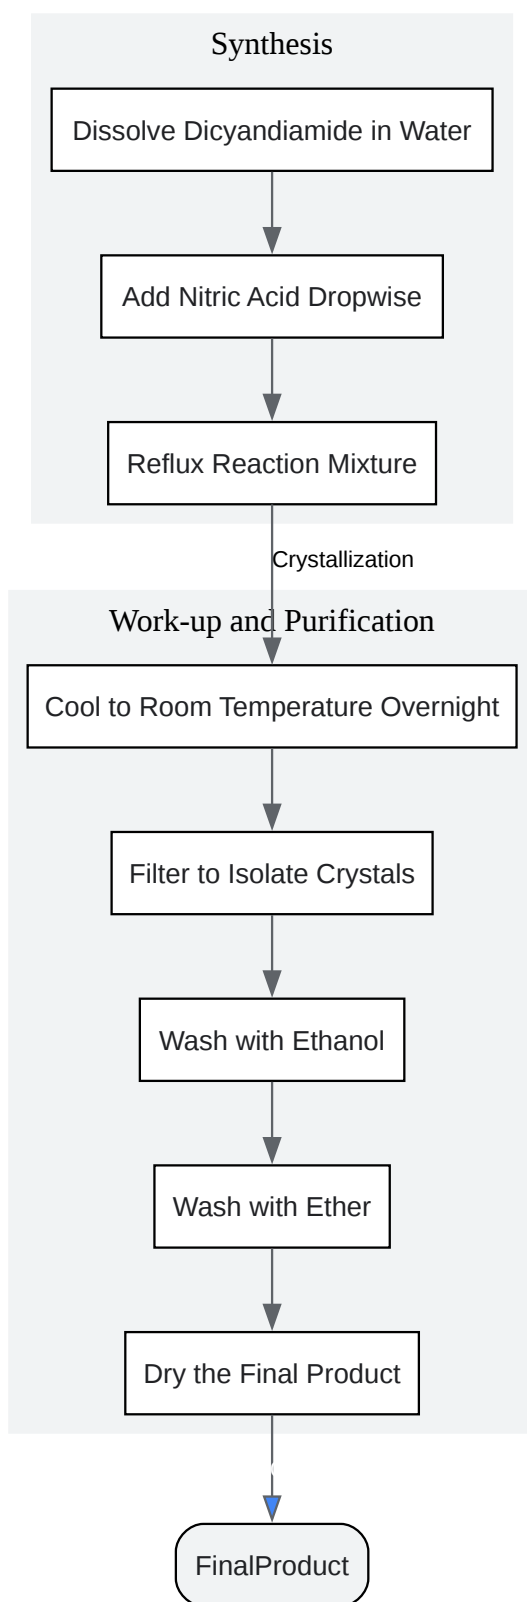 Synthesis
Dissolve Dicyandiamide in Water
Add Nitric Acid Dropwise
Reflux Reaction Mixture
Crystallization
Work-up and Purification
Cool to Room Temperature Overnight
Filter to Isolate Crystals
Wash with Ethanol
Wash with Ether
Dry the Final Product
FinalProduct